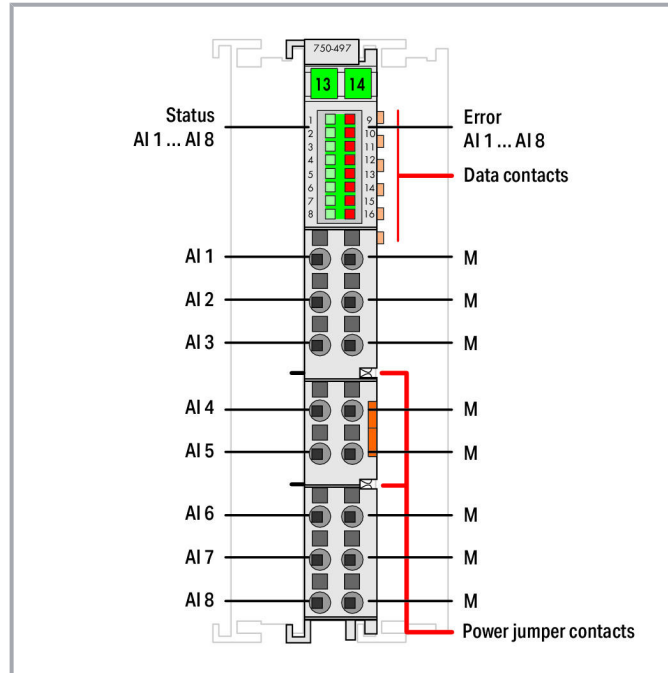 750-497
13 14
Status
AI 1 ... AI 8
Error
AI 1 ... AI 8
1 9
2 10
3 11
4 12
5 13
6 14
7 15
8 16
Data contacts
AI 1 M
AI 2 M
AI 3 M
AI 4 M
AI 5 M
AI 6 M
AI 7 M
AI 8 M
Power jumper contacts